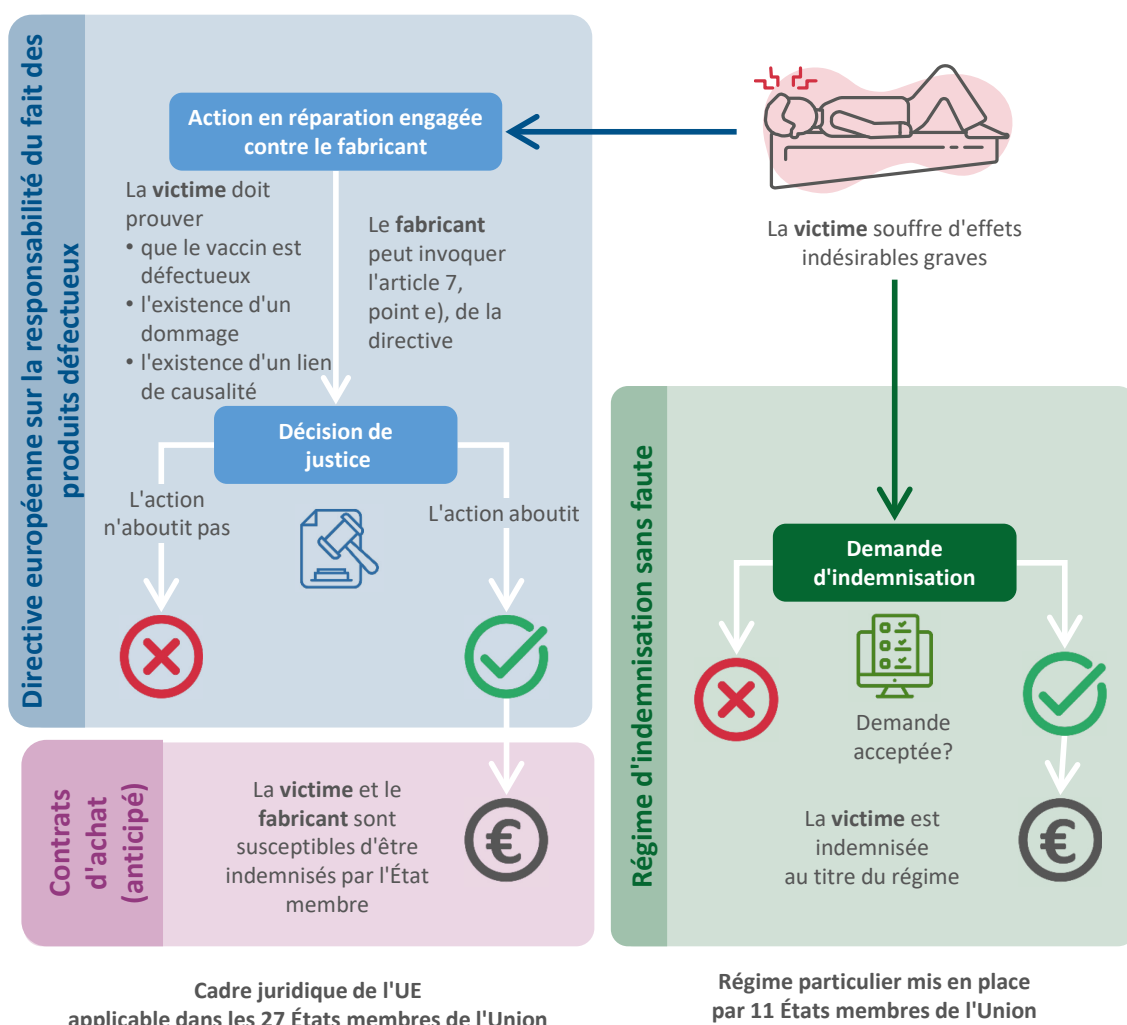 Directive européenne sur la responsabilité du fait des
produits défectueux
Action en réparation engagée
contre le fabricant
La victime doit
prouver
• que le vaccin est
défectueux
• l'existence d'un
dommage
• l'existence d'un lien
de causalité
Le fabricant
peut invoquer
l'article 7,
point e), de la
directive
Décision de
justice
L'action
n'aboutit pas
L'action aboutit
Contrats
d'achat
(anticipé)
La victime et le
fabricant sont
susceptibles d'être
indemnisés par l'État
membre
€
Cadre juridique de l'UE
applicable dans les 27 États membres de l'Union
La victime souffre d'effets
indésirables graves
Régime d'indemnisation sans faute
Demande
d'indemnisation
Demande
acceptée?
La victime est
indemnisée
au titre du régime
€
Régime particulier mis en place
par 11 États membres de l'Union